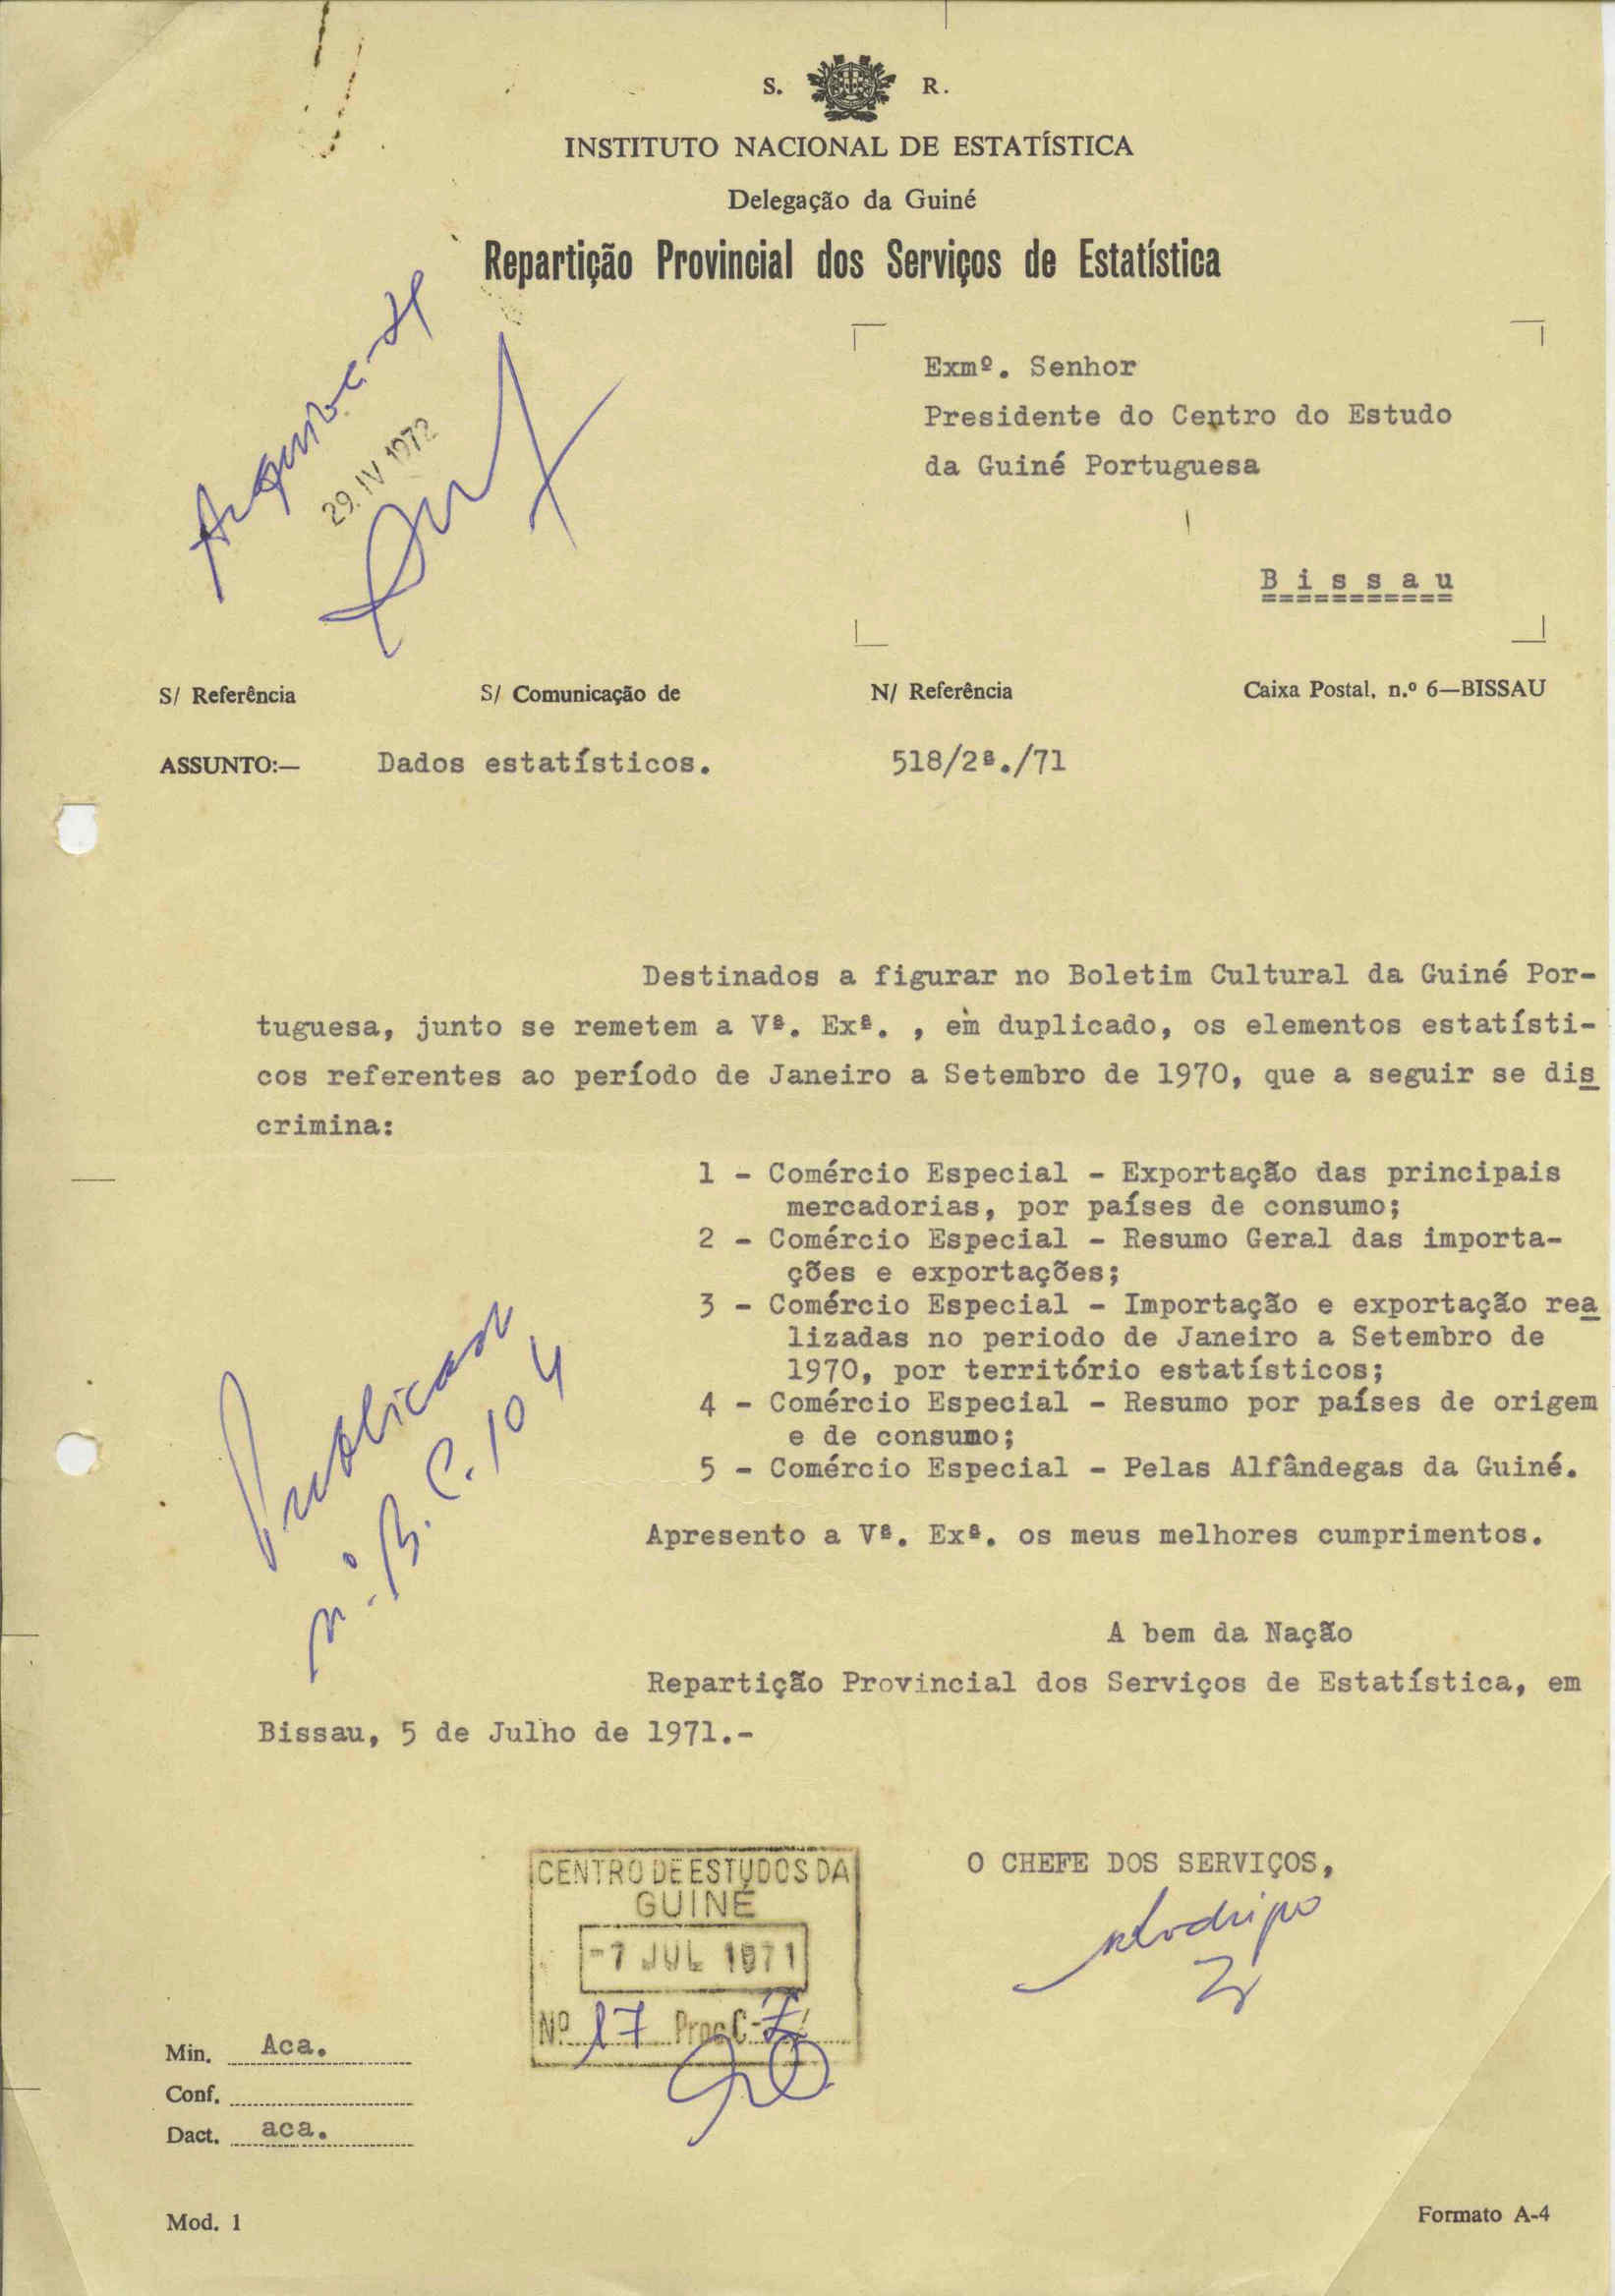 S. R.
INSTITUTO NACIONAL DE ESTATÍSTICA
Delegação da Guiné
Repartição Provincial dos Serviços de Estatística
Arquive-se
29. IV 1972
Exmº. Senhor
Presidente do Centro do Estudo
da Guiné Portuguesa
B i s s a u
===========
S/ Referência S/ Comunicação de N/ Referência Caixa Postal, n.º 6—BISSAU
ASSUNTO:— Dados estatísticos. 518/2ª./71
Destinados a figurar no Boletim Cultural da Guiné Por-
tuguesa, junto se remetem a Vª. Exª. , em duplicado, os elementos estatísti-
cos referentes ao período de Janeiro a Setembro de 1970, que a seguir se dis
crimina:
1 - Comércio Especial - Exportação das principais
mercadorias, por países de consumo;
2 - Comércio Especial - Resumo Geral das importa-
ções e exportações;
3 - Comércio Especial - Importação e exportação rea
lizadas no periodo de Janeiro a Setembro de
1970, por território estatísticos;
4 - Comércio Especial - Resumo por países de origem
e de consumo;
5 - Comércio Especial - Pelas Alfândegas da Guiné.
Publicar
n.º B. C. 104
Apresento a Vª. Exª. os meus melhores cumprimentos.
A bem da Nação
Repartição Provincial dos Serviços de Estatística, em
Bissau, 5 de Julho de 1971.-
O CHEFE DOS SERVIÇOS,
CENTRO DE ESTUDOS DA
GUINÉ
-7 JUL 1971
Nº 17 Proc C-7
Min. Aca.
Conf.
Dact. aca.
Mod. 1 Formato A-4